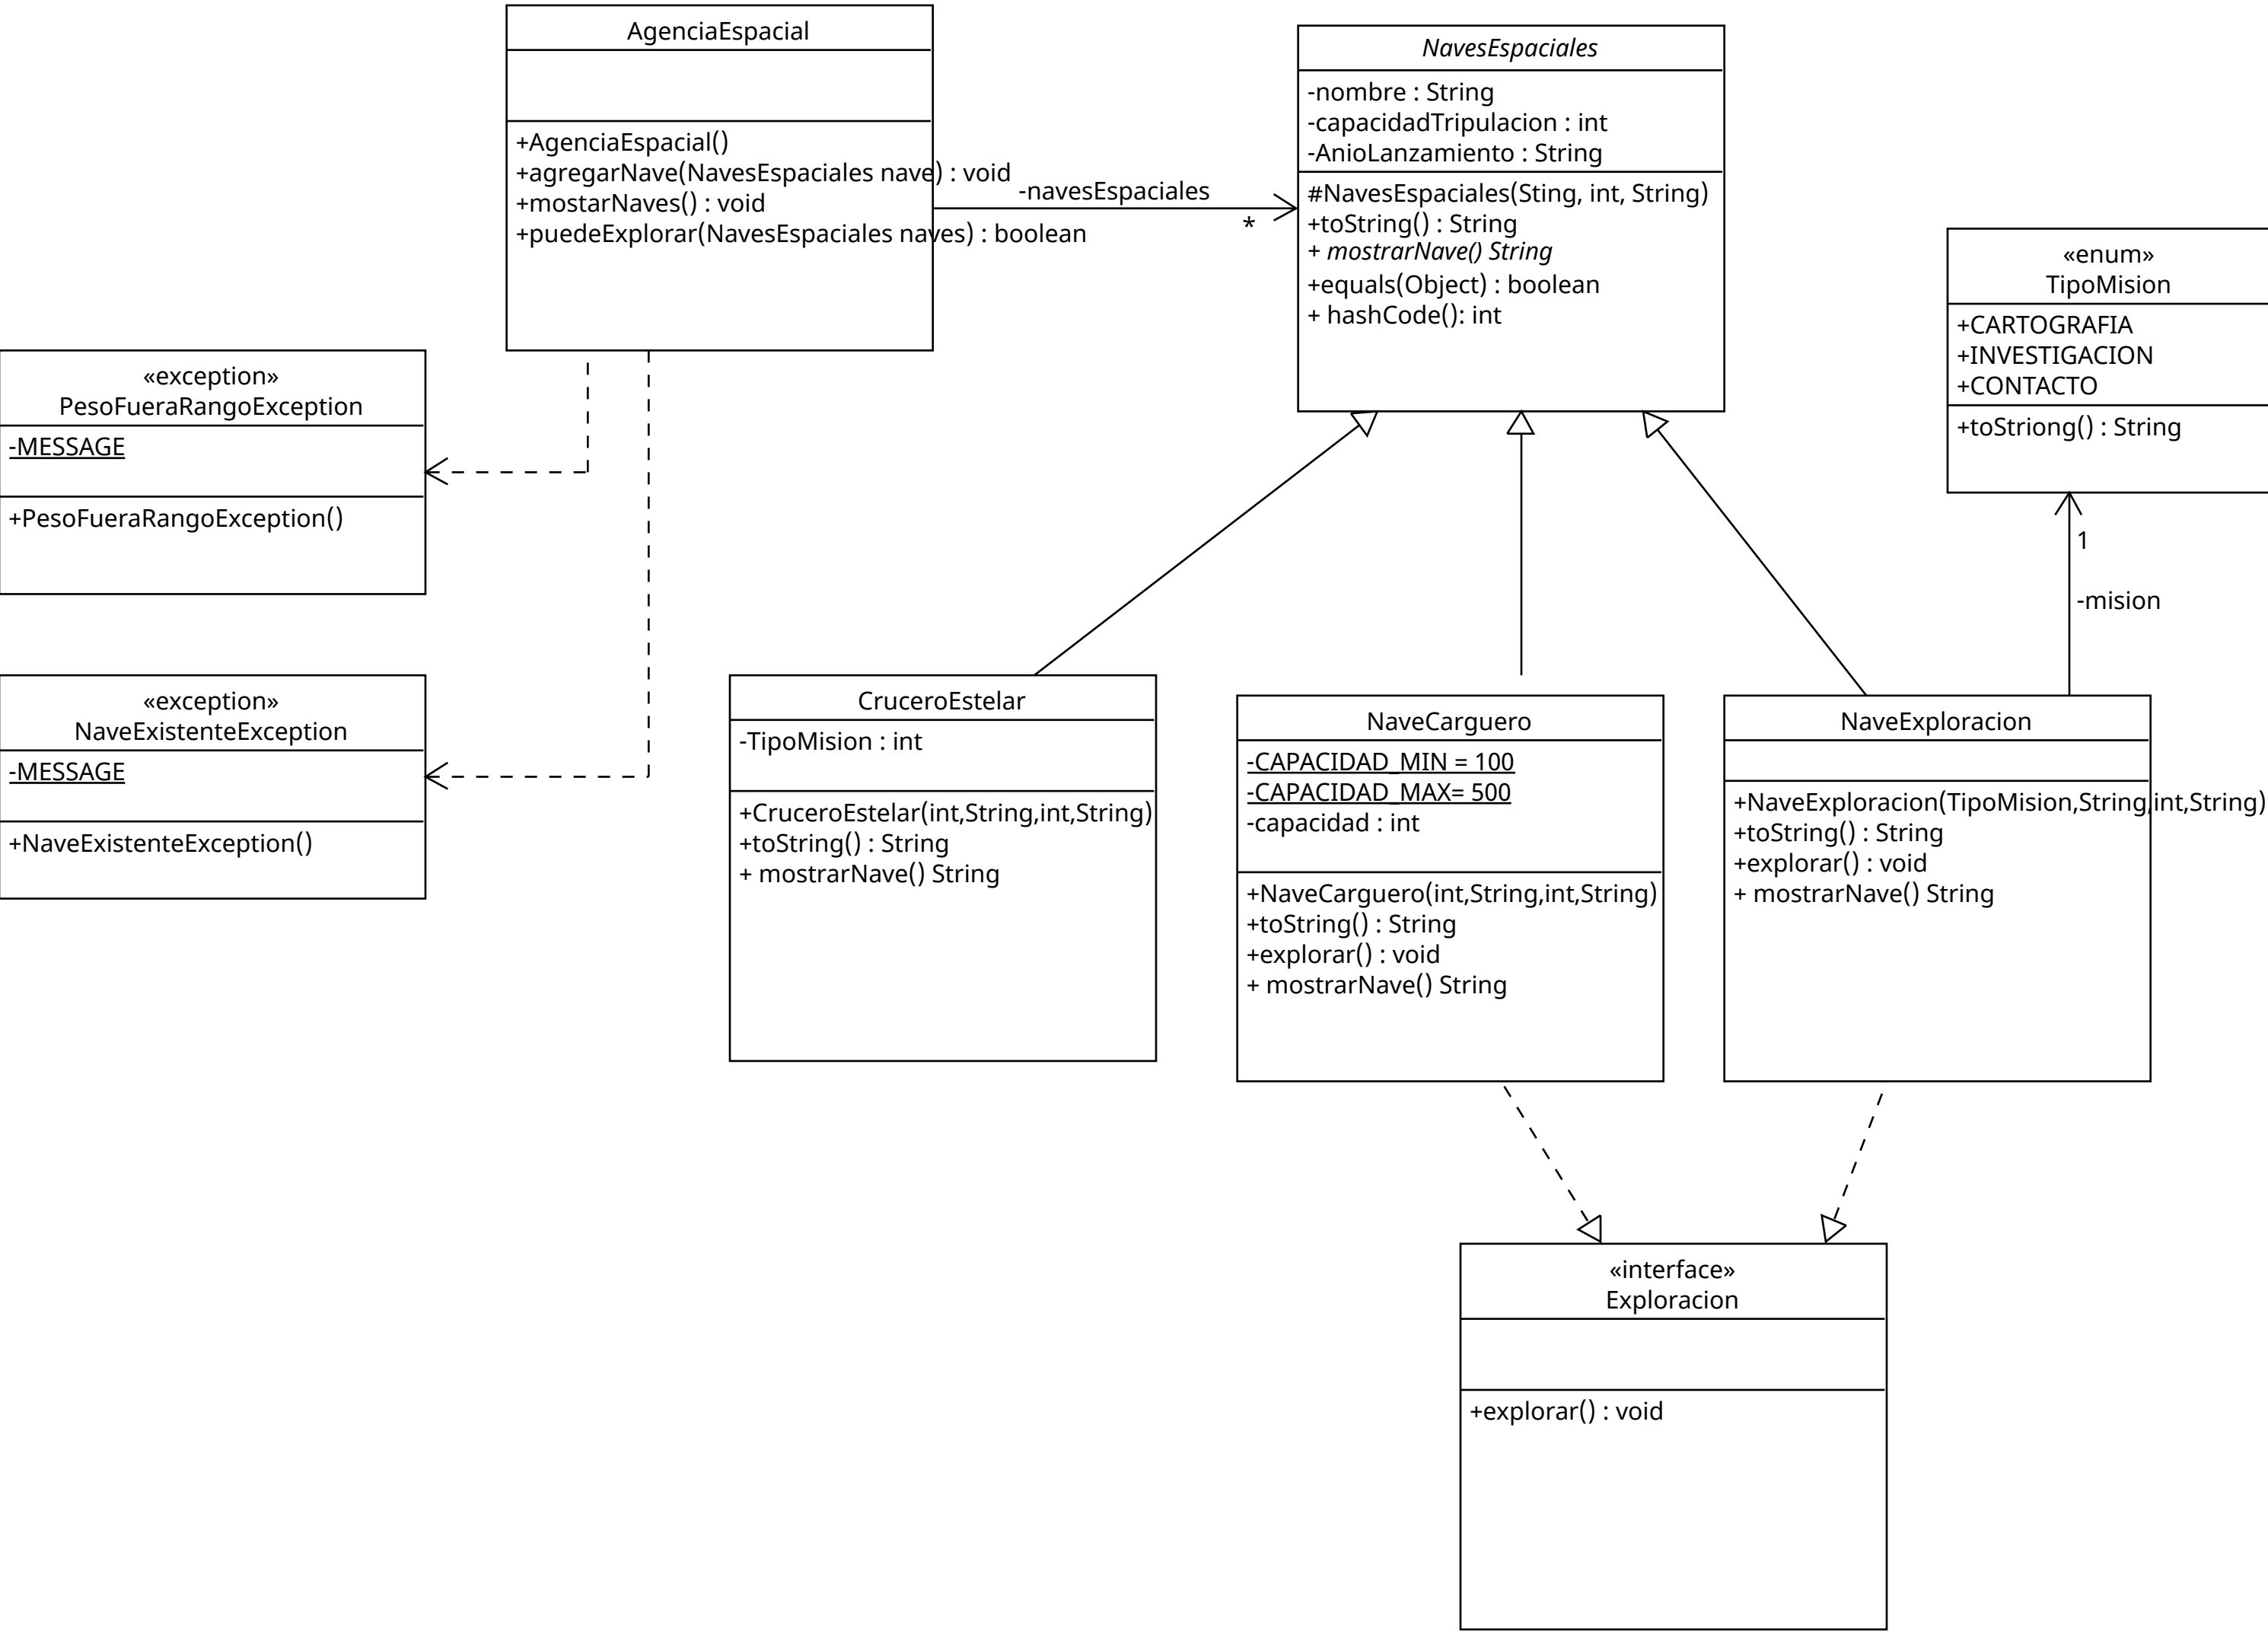 AgenciaEspacial
+AgenciaEspacial()
+agregarNave(NavesEspaciales nave) : void
+mostarNaves() : void
+puedeExplorar(NavesEspaciales naves) : boolean
-navesEspaciales
*
NavesEspaciales
-nombre : String
-capacidadTripulacion : int
-AnioLanzamiento : String
#NavesEspaciales(Sting, int, String)
+toString() : String
+ mostrarNave() String
+equals(Object) : boolean
+ hashCode(): int
«enum»
TipoMision
+CARTOGRAFIA
+INVESTIGACION
+CONTACTO
+toStriong() : String
1
-mision
«exception»
PesoFueraRangoException
-MESSAGE
+PesoFueraRangoException()
«exception»
NaveExistenteException
-MESSAGE
+NaveExistenteException()
CruceroEstelar
-TipoMision : int
+CruceroEstelar(int,String,int,String)
+toString() : String
+ mostrarNave() String
NaveCarguero
-CAPACIDAD_MIN = 100
-CAPACIDAD_MAX= 500
-capacidad : int
+NaveCarguero(int,String,int,String)
+toString() : String
+explorar() : void
+ mostrarNave() String
NaveExploracion
+NaveExploracion(TipoMision,String,int,String)
+toString() : String
+explorar() : void
+ mostrarNave() String
«interface»
Exploracion
+explorar() : void